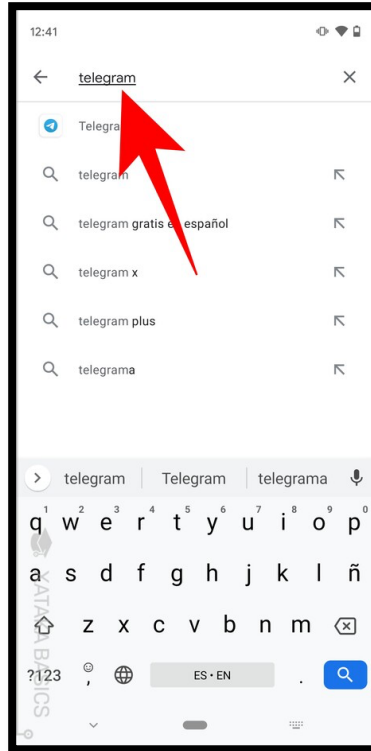 12:41
telegram
Telegra
telegram
telegram gratis en español
telegram x
telegram plus
telegrama
telegram Telegram telegrama
q w 2 e 3 r 4 t 5 y 6 u 7 i 8 o 9 p 0
a s d f g h j k l ñ
z x c v b n m
?123 , ES • EN .
XATAKA BASICS